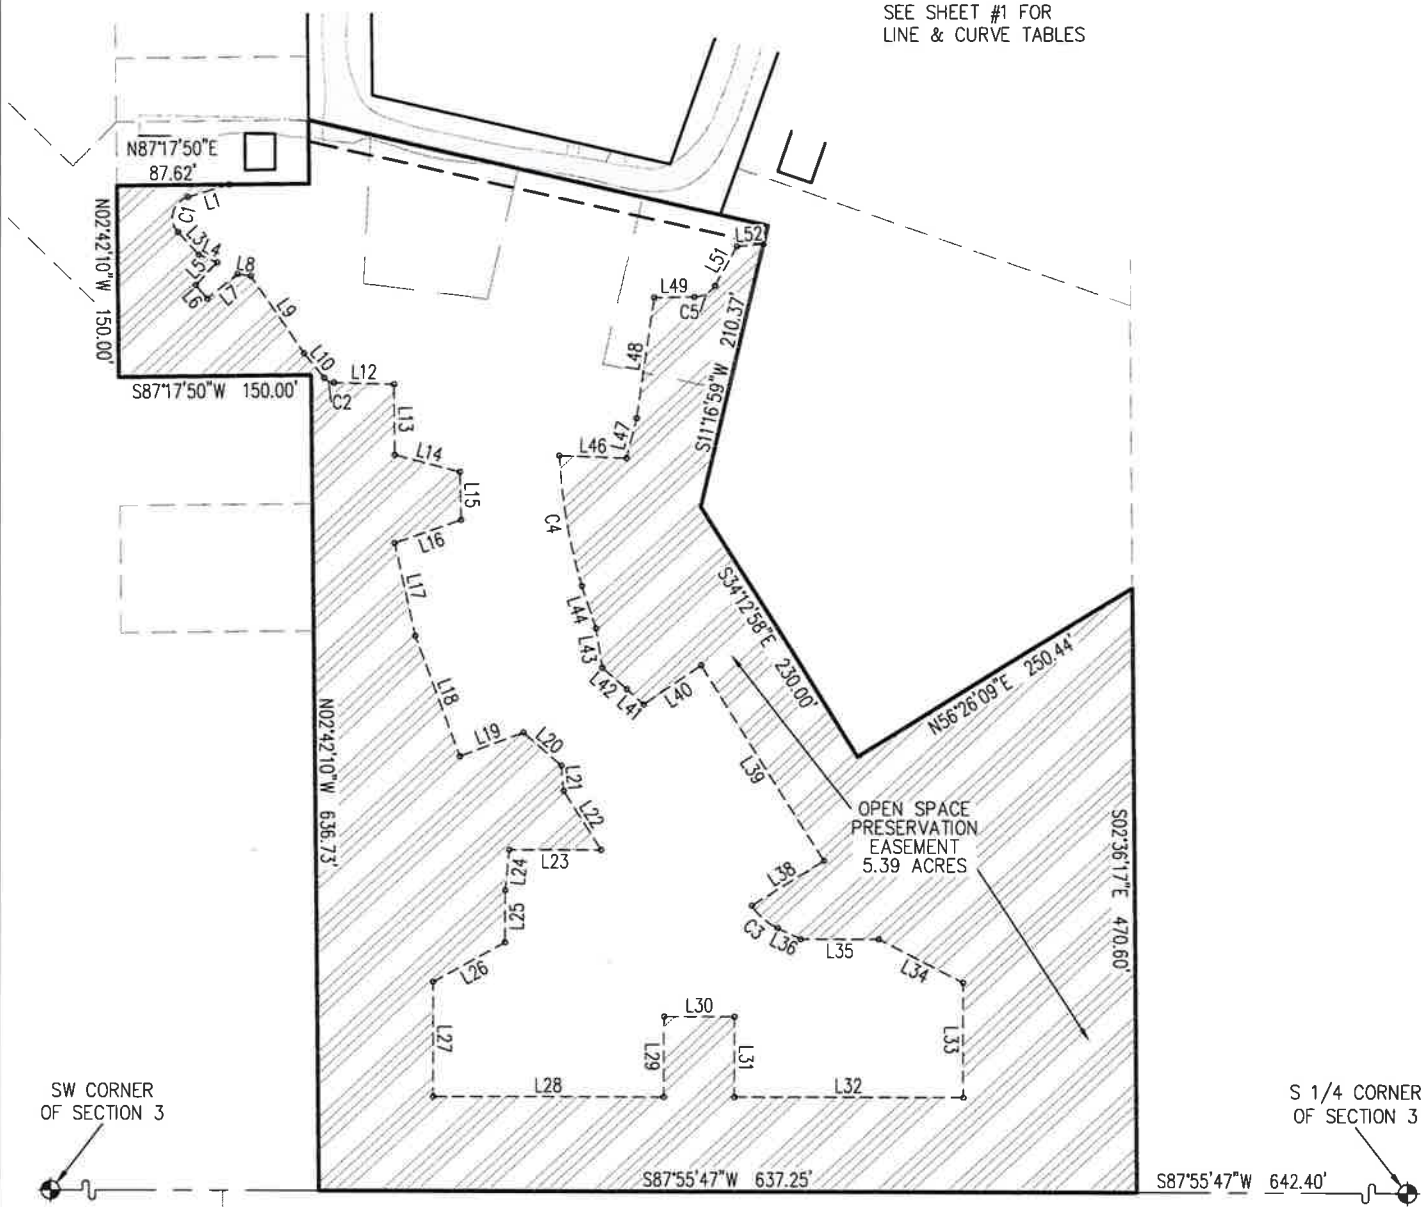 SEE SHEET #1 FOR
LINE & CURVE TABLES
N87°17'50"E
87.62'
L1
C1
L3
L4
L5
L6
L7
L8
N02°42'10"W 150.00'
L9
L10
S87°17'50"W 150.00'
C2
L12
L13
L14
L15
L16
L17
L18
L19
L20
L21
L22
L23
L24
L25
L26
L27
L28
L29
L30
L31
L32
L33
L34
L35
L36
C3
L38
L39
L40
L41
L42
L43
L44
C4
L46
L47
L48
L49
C5
L51
L52
S11°16'59"W 210.37'
S34°12'58"E 230.00'
N56°26'09"E 250.44'
N02°42'10"W 636.73'
OPEN SPACE
PRESERVATION
EASEMENT
5.39 ACRES
S02°36'17"E 470.60'
SW CORNER
OF SECTION 3
S 1/4 CORNER
OF SECTION 3
S87°55'47"W 637.25'
S87°55'47"W 642.40'